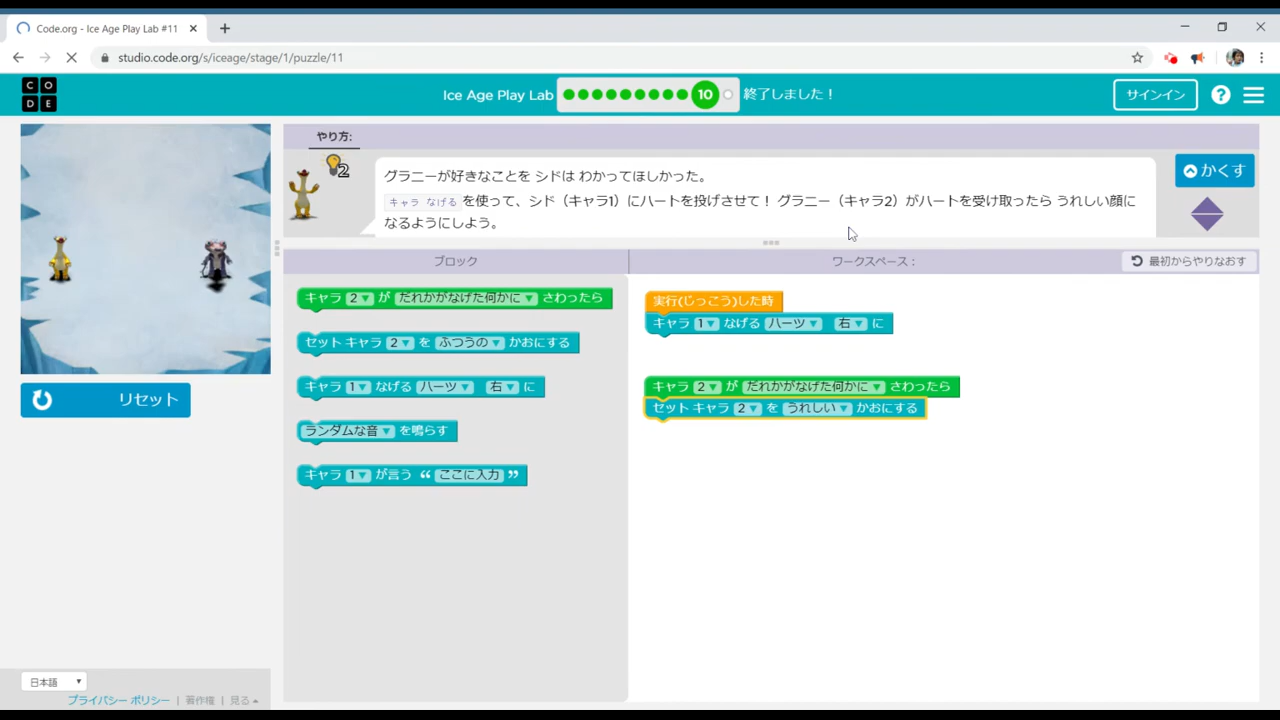 Code.org - Ice Age Play Lab #11
studio.code.org/s/iceage/stage/1/puzzle/11
C O D E
Ice Age Play Lab
10
終了しました！
サインイン
やり方:
2
グラニーが好きなことを シドは わかってほしかった。
キャラ なげる を使って、シド（キャラ1）にハートを投げさせて！ グラニー（キャラ2）がハートを受け取ったら うれしい顔に
なるようにしよう。
かくす
ブロック
ワークスペース：
最初からやりなおす
キャラ 2 が だれかがなげた何かに さわったら
セット キャラ 2 を ふつうの かおにする
キャラ 1 なげる ハーツ 右 に
ランダムな音 を鳴らす
キャラ 1 が言う “ ここに入力 ”
実行(じっこう)した時
キャラ 1 なげる ハーツ 右 に
キャラ 2 が だれかがなげた何かに さわったら
セット キャラ 2 を うれしい かおにする
リセット
日本語
プライバシー ポリシー | 著作権 | 見る